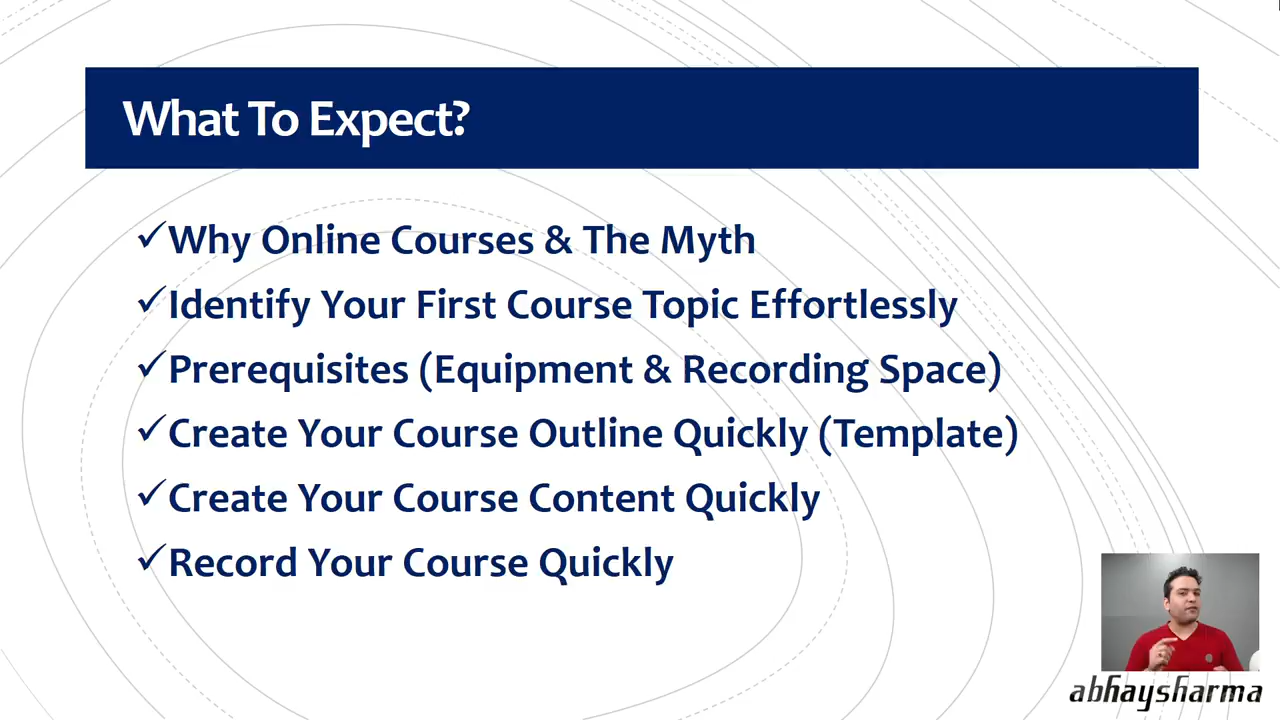 What To Expect?
✓Why Online Courses & The Myth
✓Identify Your First Course Topic Effortlessly
✓Prerequisites (Equipment & Recording Space)
✓Create Your Course Outline Quickly (Template)
✓Create Your Course Content Quickly
✓Record Your Course Quickly
abhaysharma